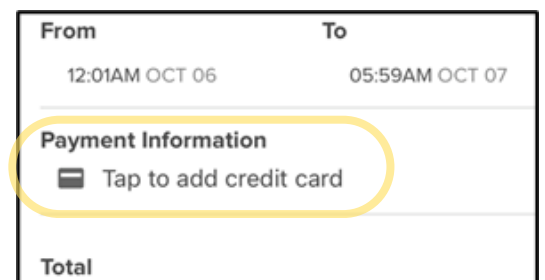 From To
12:01AM OCT 06 05:59AM OCT 07
Payment Information
Tap to add credit card
Total